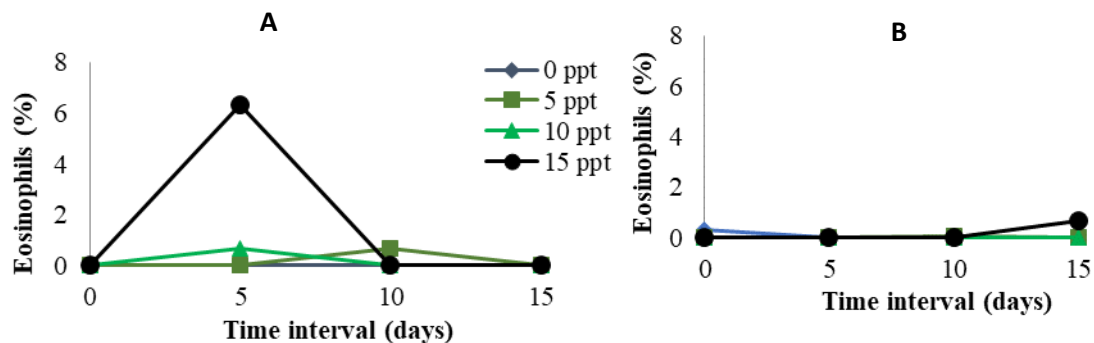 A
Eosinophils (%)
8
6
4
2
0
0 5 10 15
Time interval (days)
0 ppt
5 ppt
10 ppt
15 ppt
B
Eosinophils (%)
8
6
4
2
0
0 5 10 15
Time interval (days)